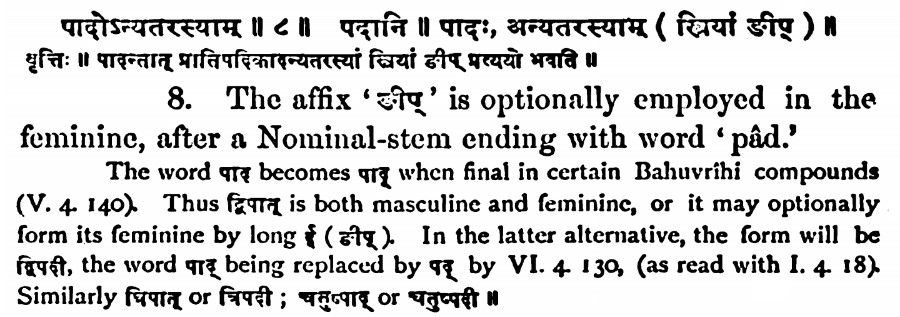 पादोऽन्यतरस्याम् ॥ ८ ॥ पदानि ॥ पादः, अन्यतरस्याम् ( स्त्रियां ङीप् ) ॥
वृत्तिः ॥ पादन्तात् प्रातिपदिकादन्यतरस्यां स्त्रियां ङीप् प्रत्ययो भवति ॥
8. The affix ‘ङीप्’ is optionally employed in the
feminine, after a Nominal-stem ending with word ‘pâd.’
The word पाद becomes पाद् when final in certain Bahuvrîhi compounds
(V. 4. 140). Thus द्विपात् is both masculine and feminine, or it may optionally
form its feminine by long ई (ङीप्). In the latter alternative, the form will be
द्विपदी, the word पाद् being replaced by पद् by VI. 4. 130, (as read with I. 4. 18).
Similarly त्रिपात् or त्रिपदी ; चतुष्पाद् or चतुष्पदी ॥